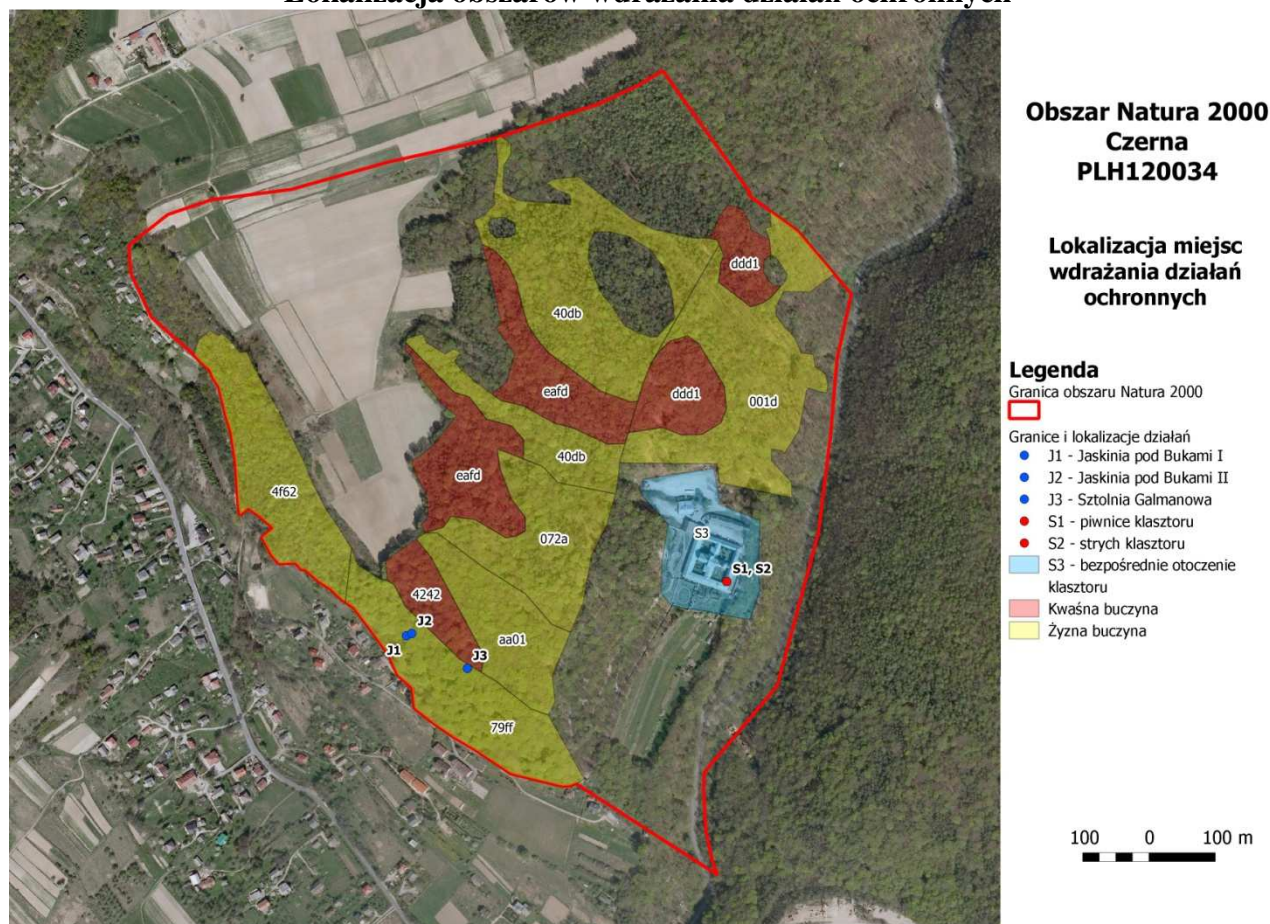 Lokalizacja obszarów wdrażania działań ochronnych
Obszar Natura 2000
Czerna
PLH120034
Lokalizacja miejsc
wdrażania działań
ochronnych
Legenda
Granica obszaru Natura 2000
Granice i lokalizacje działań
J1 - Jaskinia pod Bukami I
J2 - Jaskinia pod Bukami II
J3 - Sztolnia Galmanowa
S1 - piwnice klasztoru
S2 - strych klasztoru
S3 - bezpośrednie otoczenie
klasztoru
Kwaśna buczyna
Żyzna buczyna
ddd1
40db
eafd
ddd1
001d
40db
eafd
4f62
072a
S3
S1, S2
4242
J2
J1
aa01
J3
79ff
100 0 100 m